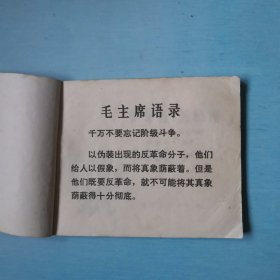 毛主席语录
千万不要忘记阶级斗争。
以伪装出现的反革命分子，他们
给人以假象，而将真象荫蔽着。但是
他们既要反革命，就不可能将其真象
荫蔽得十分彻底。